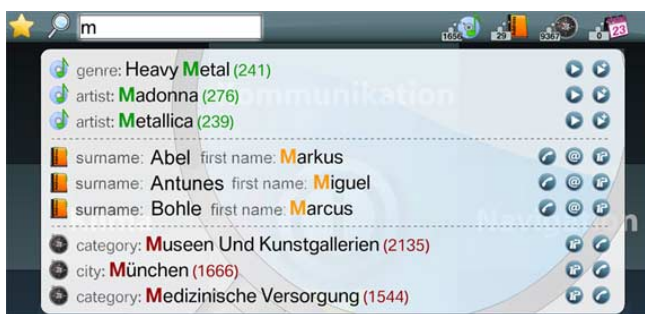 m 1656 29 9367 0 23
genre: Heavy Metal (241)
artist: Madonna (276)
artist: Metallica (239)
surname: Abel first name: Markus
surname: Antunes first name: Miguel
surname: Bohle first name: Marcus
category: Museen Und Kunstgallerien (2135)
city: München (1666)
category: Medizinische Versorgung (1544)